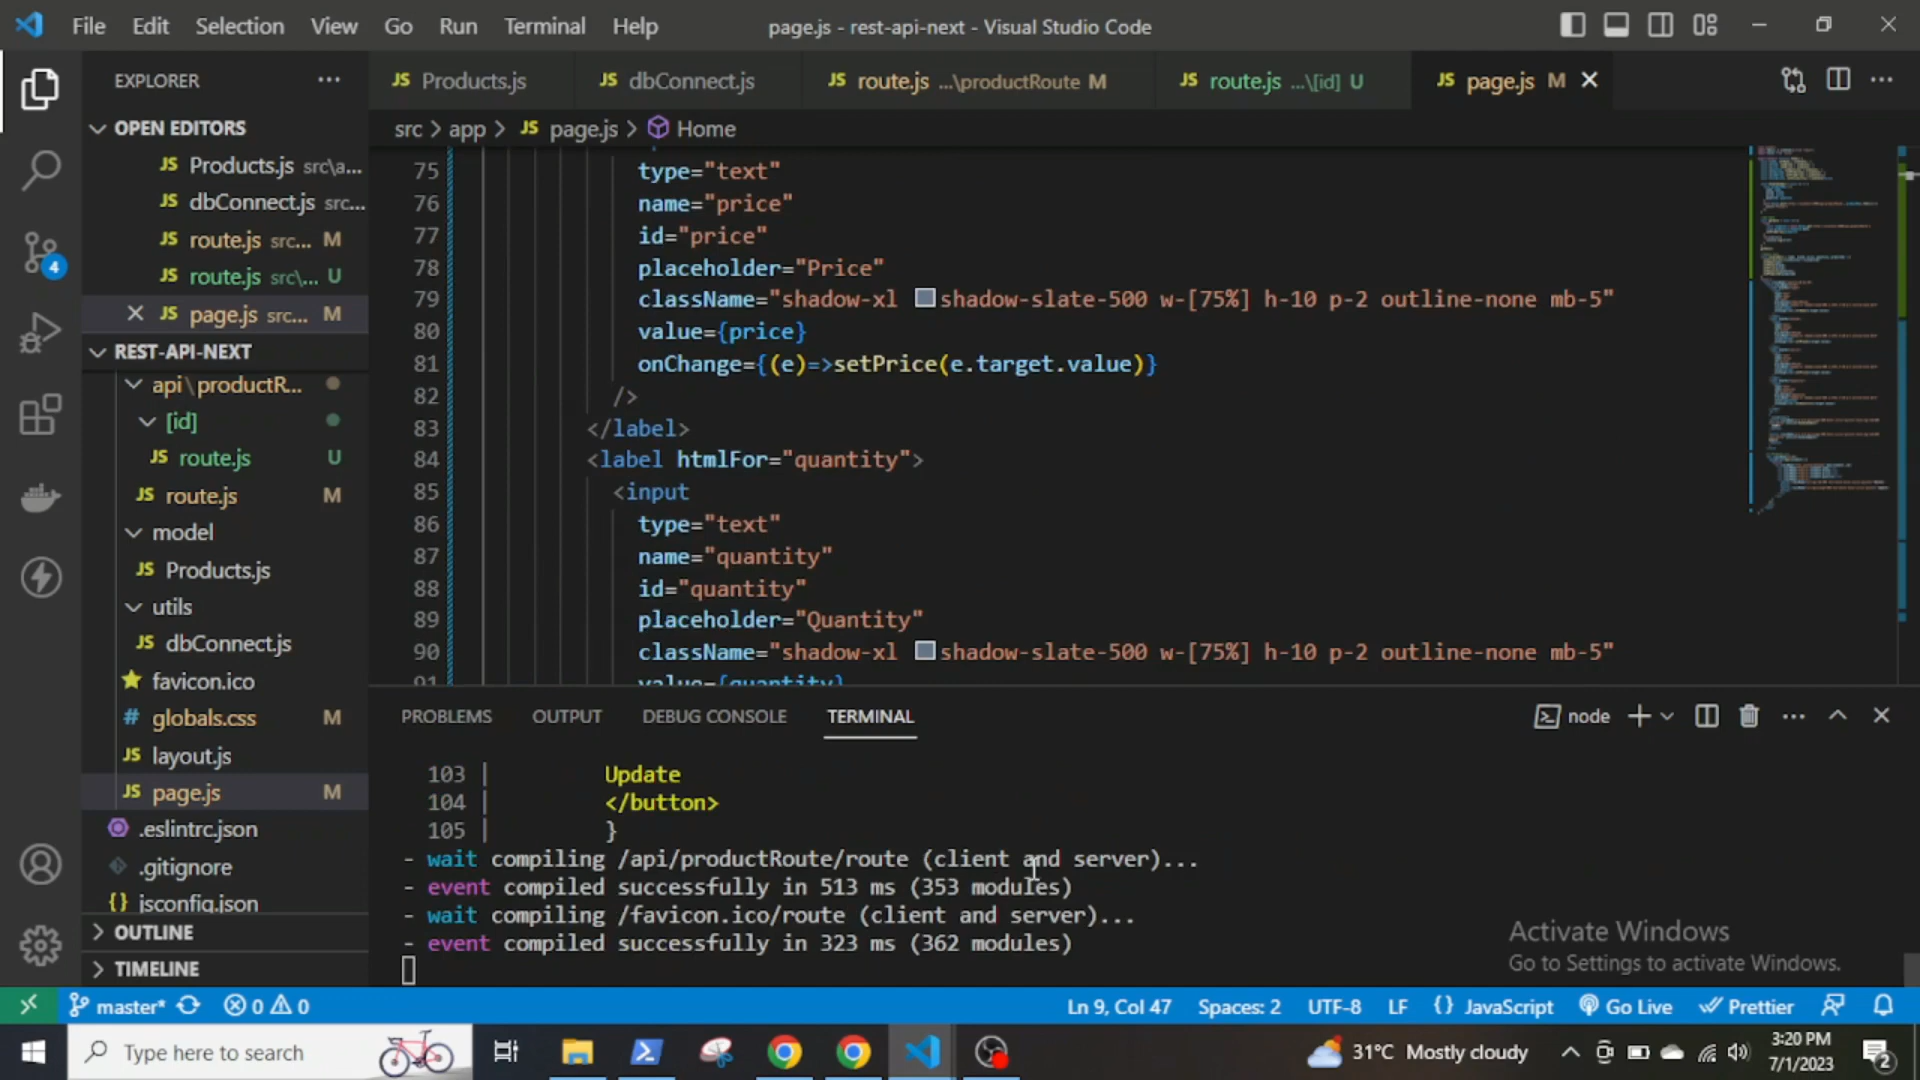 File Edit Selection View Go Run Terminal Help
page.js - rest-api-next - Visual Studio Code
EXPLORER
OPEN EDITORS
JS Products.js src\a...
JS dbConnect.js src...
JS route.js src... M
JS route.js src\... U
JS page.js src... M
REST-API-NEXT
api\productR...
[id]
JS route.js U
JS route.js M
model
JS Products.js
utils
JS dbConnect.js
favicon.ico
# globals.css M
JS layout.js
JS page.js M
.eslintrc.json
.gitignore
{} jsconfig.json
OUTLINE
TIMELINE
4
JS Products.js JS dbConnect.js JS route.js ...\productRoute M JS route.js ...\[id] U JS page.js M
src > app > JS page.js > Home
75 type="text"
76 name="price"
77 id="price"
78 placeholder="Price"
79 className="shadow-xl shadow-slate-500 w-[75%] h-10 p-2 outline-none mb-5"
80 value={price}
81 onChange={(e)=>setPrice(e.target.value)}
82 />
83 </label>
84 <label htmlFor="quantity">
85 <input
86 type="text"
87 name="quantity"
88 id="quantity"
89 placeholder="Quantity"
90 className="shadow-xl shadow-slate-500 w-[75%] h-10 p-2 outline-none mb-5"
91 value={quantity}
PROBLEMS OUTPUT DEBUG CONSOLE TERMINAL
node
103 | Update
104 | </button>
105 | }
- wait compiling /api/productRoute/route (client and server)...
- event compiled successfully in 513 ms (353 modules)
- wait compiling /favicon.ico/route (client and server)...
- event compiled successfully in 323 ms (362 modules)
Activate Windows
Go to Settings to activate Windows.
master* 0 0
Ln 9, Col 47 Spaces: 2 UTF-8 LF {} JavaScript Go Live Prettier
Type here to search
31°C Mostly cloudy
3:20 PM
7/1/2023
2